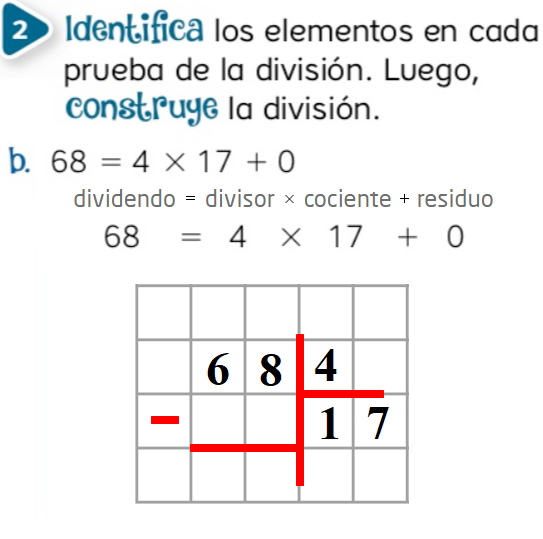 2 Identifica los elementos en cada
prueba de la división. Luego,
construye la división.
b. 68 = 4 × 17 + 0
dividendo = divisor × cociente + residuo
68 = 4 × 17 + 0
6 8 4
− 1 7